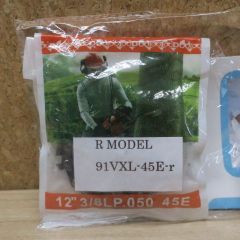 R MODEL
91VXL-45E-r
12" 3/8LP.050 45E